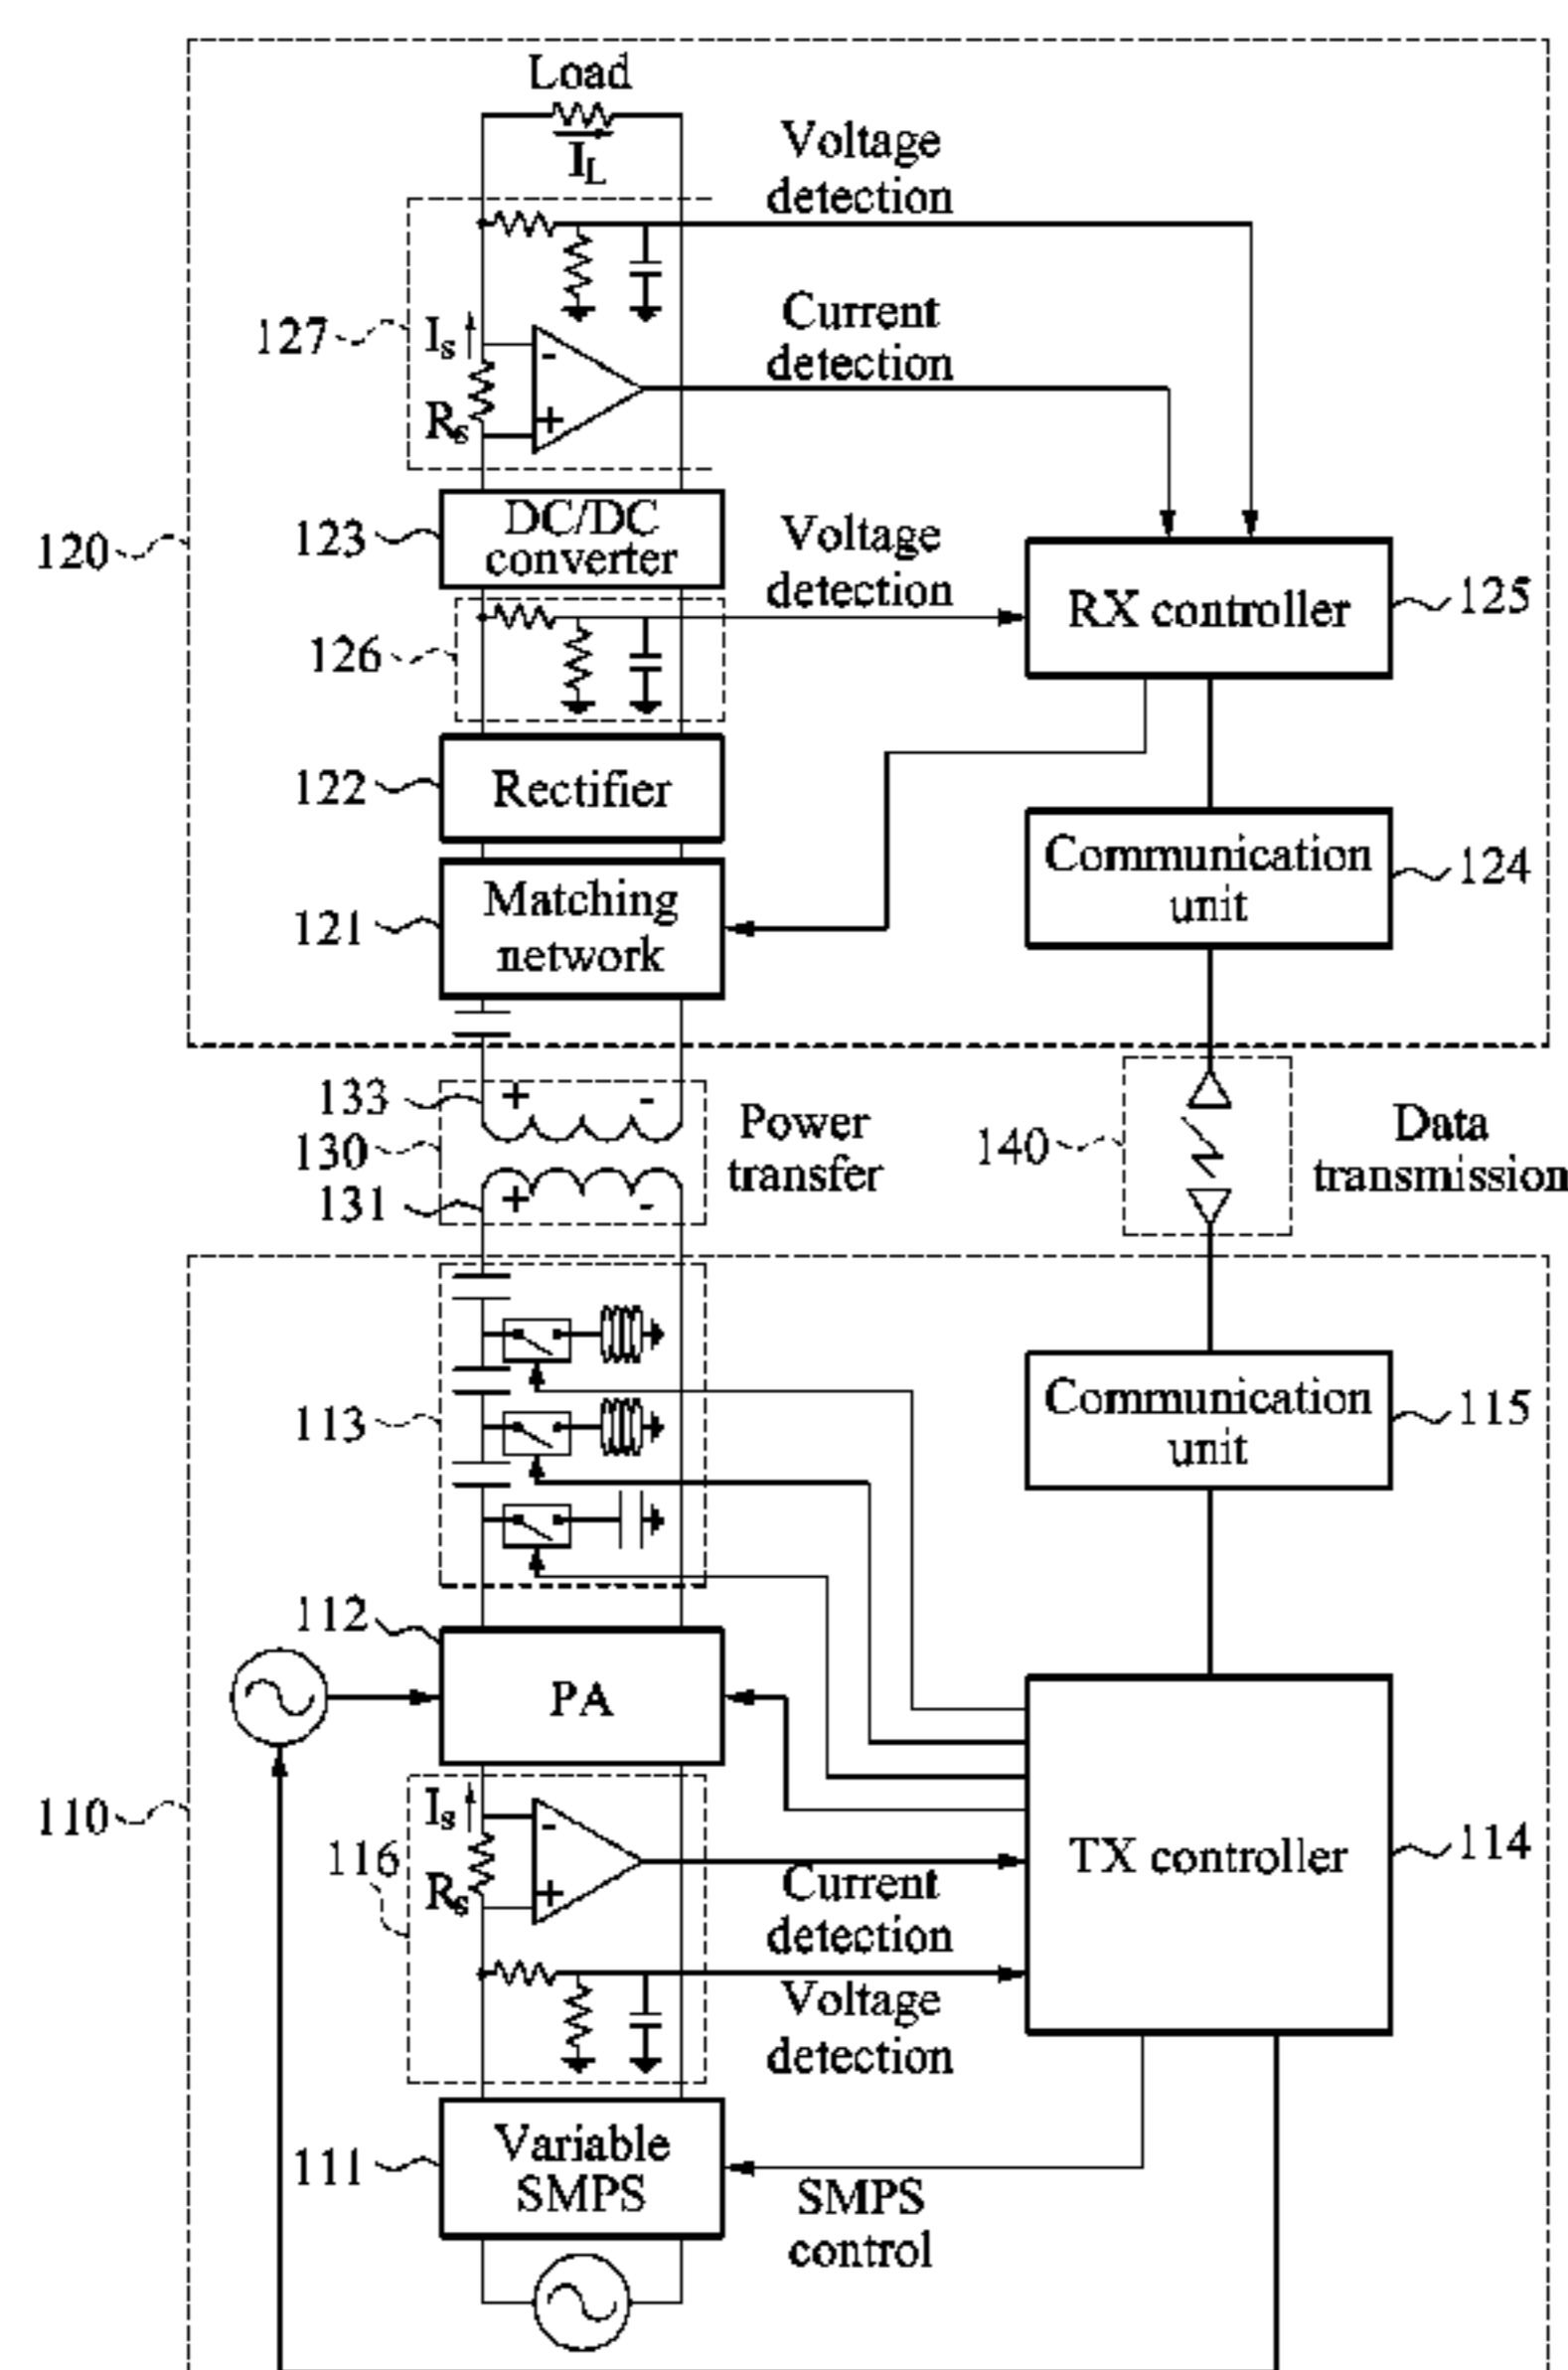 Load
I_L
Voltage
detection
127
I_s
-
Current
detection
R_s
+
120
123
DC/DC
converter
Voltage
detection
RX controller
125
126
122
Rectifier
Communication
unit
124
121
Matching
network
133
+ -
130
Power
transfer
140
Data
transmission
131
+ -
113
Communication
unit
115
112
PA
110
I_s
-
116
R_s
+
TX controller
114
Current
detection
Voltage
detection
111
Variable
SMPS
SMPS
control